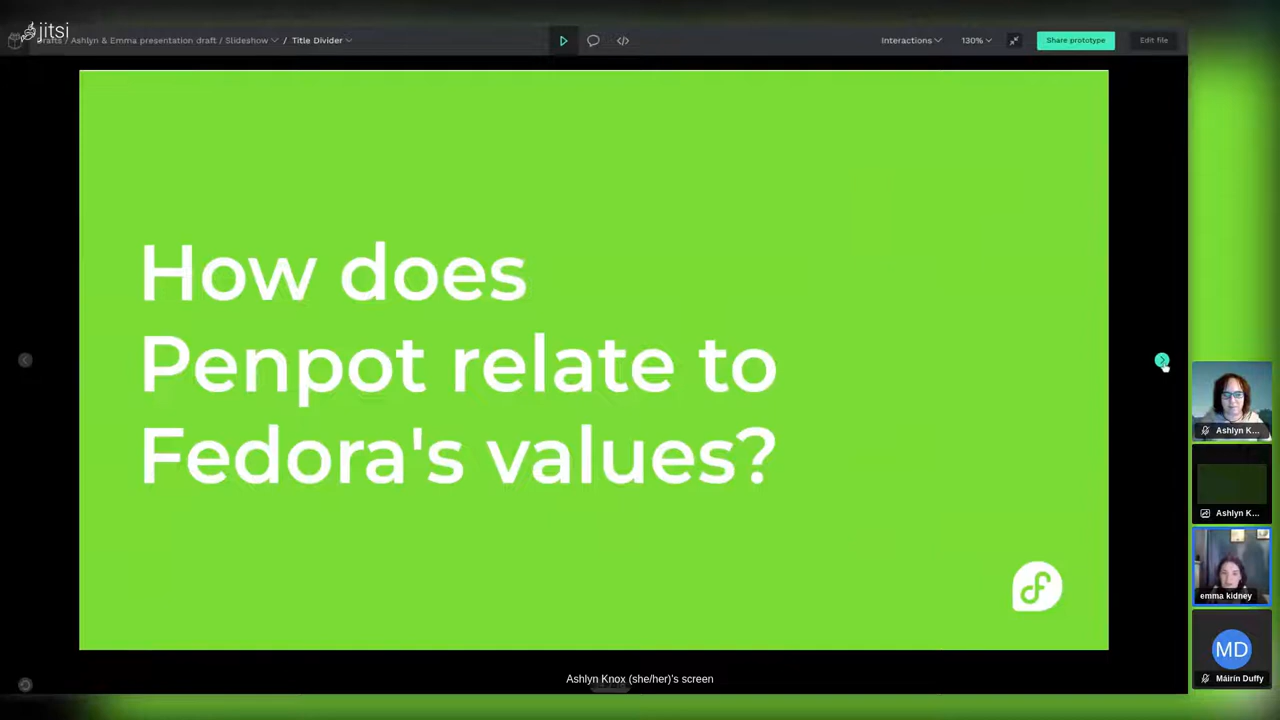 jitsi
Drafts / Ashlyn & Emma presentation draft / Slideshow / Title Divider
Interactions
130%
Share prototype
Edit file
How does
Penpot relate to
Fedora's values?
Ashlyn K...
Ashlyn K...
emma kidney
MD
Máirín Duffy
Ashlyn Knox (she/her)'s screen